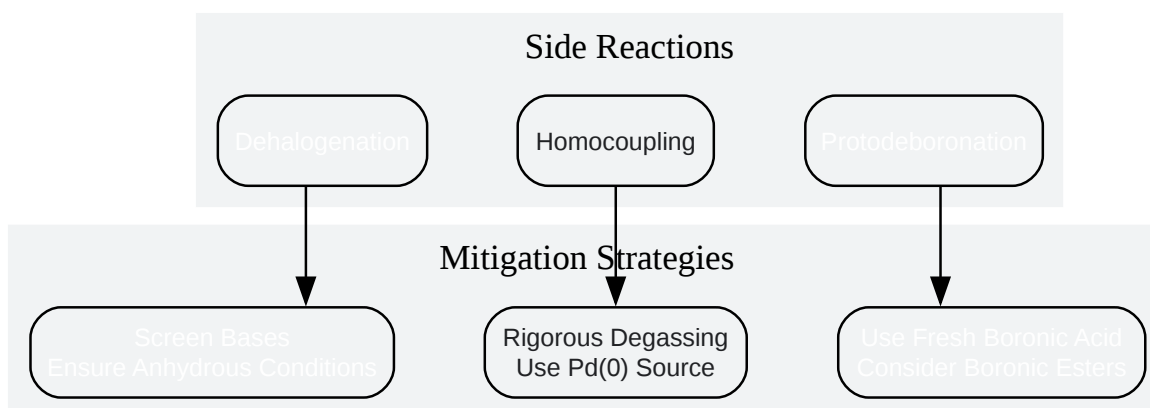 Side Reactions
Dehalogenation
Homocoupling
Protodeboronation
Mitigation Strategies
Screen Bases
Ensure Anhydrous Conditions
Rigorous Degassing
Use Pd(0) Source
Use Fresh Boronic Acid
Consider Boronic Esters